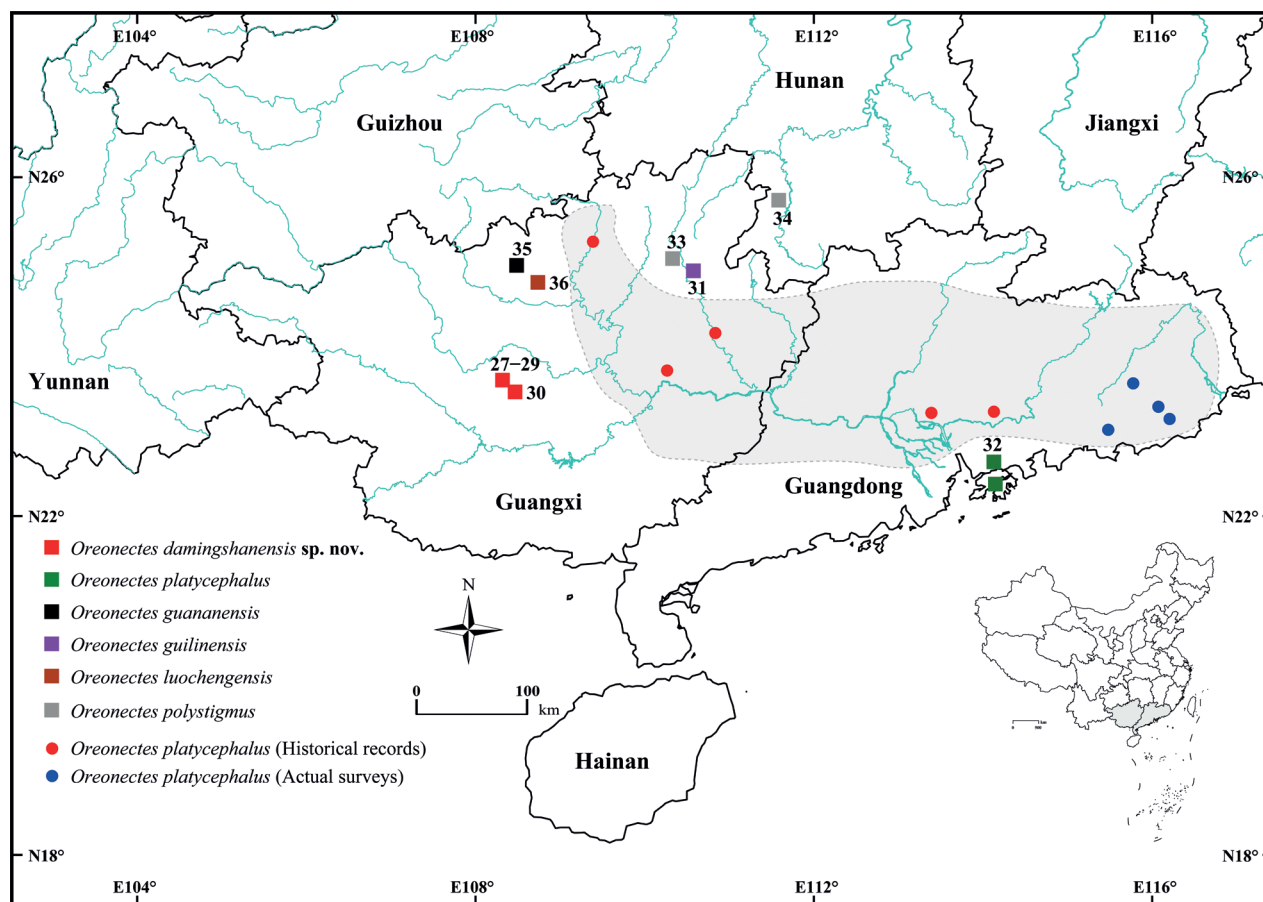 E104° E108° E112° E116°
Hunan
Guizhou
Jiangxi
N26° N26°
34
33
35
31
36
27–29
Yunnan
30
32
Guangdong
Guangxi
N22° N22°
Oreonectes damingshanensis sp. nov.
Oreonectes platycephalus
N
Oreonectes guananensis
Oreonectes guilinensis
Oreonectes luochengensis
0 100
km
Oreonectes polystigmus
Oreonectes platycephalus (Historical records)
Hainan
Oreonectes platycephalus (Actual surveys)
N18° N18°
E104° E108° E112° E116°